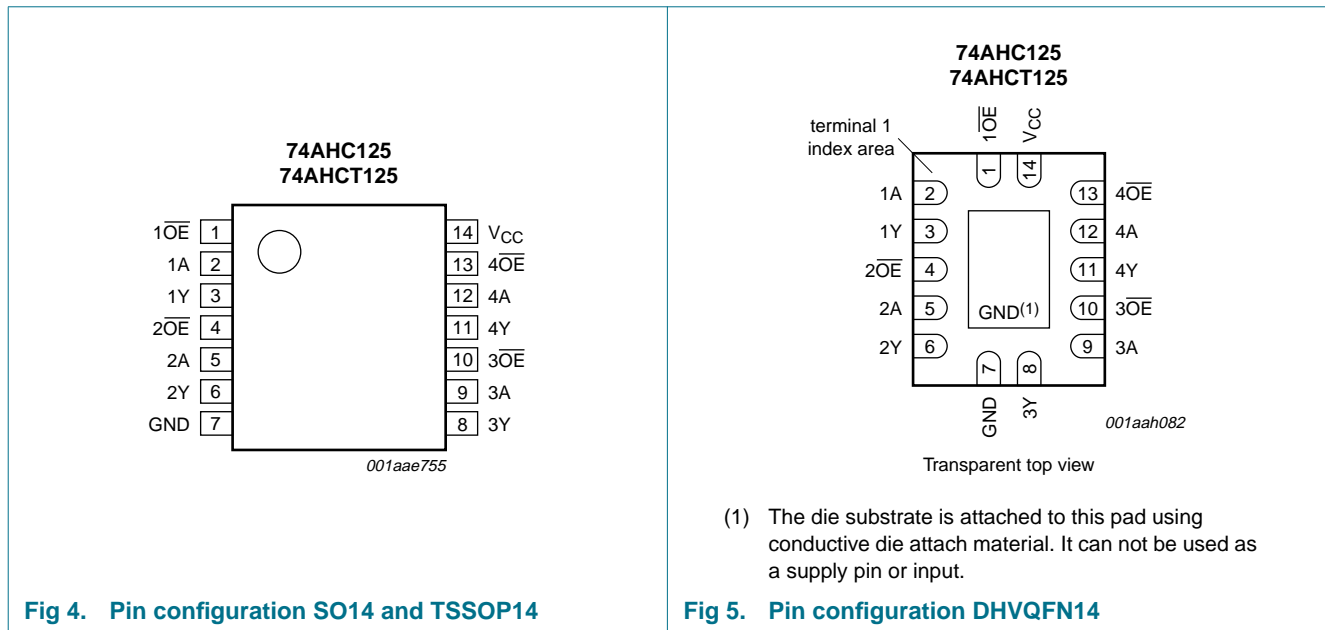 74AHC125
74AHCT125
1OE 1
1A 2
1Y 3
2OE 4
2A 5
2Y 6
GND 7
14 VCC
13 4OE
12 4A
11 4Y
10 3OE
9 3A
8 3Y
001aae755
Fig 4. Pin configuration SO14 and TSSOP14
74AHC125
74AHCT125
terminal 1
index area
1OE
VCC
1
14
1A 2
1Y 3
2OE 4
2A 5
2Y 6
13 4OE
12 4A
11 4Y
10 3OE
9 3A
GND(1)
7
8
GND
3Y
001aah082
Transparent top view
(1) The die substrate is attached to this pad using
conductive die attach material. It can not be used as
a supply pin or input.
Fig 5. Pin configuration DHVQFN14